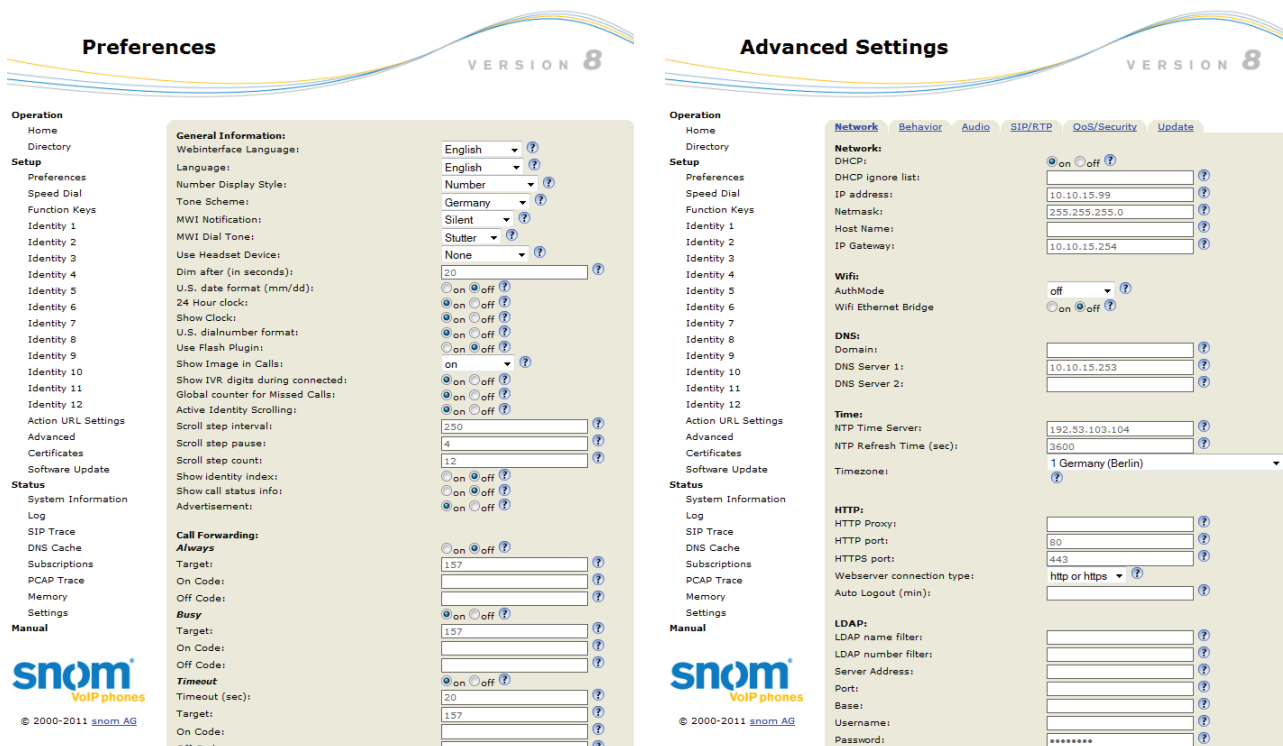 Preferences
VERSION 8
Operation
Home
Directory
Setup
Preferences
Speed Dial
Function Keys
Identity 1
Identity 2
Identity 3
Identity 4
Identity 5
Identity 6
Identity 7
Identity 8
Identity 9
Identity 10
Identity 11
Identity 12
Action URL Settings
Advanced
Certificates
Software Update
Status
System Information
Log
SIP Trace
DNS Cache
Subscriptions
PCAP Trace
Memory
Settings
Manual
snom
VoIP phones
© 2000-2011 snom AG
General Information:
Webinterface Language: English ?
Language: English ?
Number Display Style: Number ?
Tone Scheme: Germany ?
MWI Notification: Silent ?
MWI Dial Tone: Stutter ?
Use Headset Device: None ?
Dim after (in seconds): 20 ?
U.S. date format (mm/dd): on off ?
24 Hour clock: on off ?
Show Clock: on off ?
U.S. dialnumber format: on off ?
Use Flash Plugin: on off ?
Show Image in Calls: on ?
Show IVR digits during connected: on off ?
Global counter for Missed Calls: on off ?
Active Identity Scrolling: on off ?
Scroll step interval: 250 ?
Scroll step pause: 4 ?
Scroll step count: 12 ?
Show identity index: on off ?
Show call status info: on off ?
Advertisement: on off ?
Call Forwarding:
Always on off ?
Target: 157 ?
On Code: ?
Off Code: ?
Busy on off ?
Target: 157 ?
On Code: ?
Off Code: ?
Timeout on off ?
Timeout (sec): 20 ?
Target: 157 ?
On Code: ?
Advanced Settings
VERSION 8
Operation
Home
Directory
Setup
Preferences
Speed Dial
Function Keys
Identity 1
Identity 2
Identity 3
Identity 4
Identity 5
Identity 6
Identity 7
Identity 8
Identity 9
Identity 10
Identity 11
Identity 12
Action URL Settings
Advanced
Certificates
Software Update
Status
System Information
Log
SIP Trace
DNS Cache
Subscriptions
PCAP Trace
Memory
Settings
Manual
snom
VoIP phones
© 2000-2011 snom AG
Network Behavior Audio SIP/RTP QoS/Security Update
Network:
DHCP: on off ?
DHCP ignore list: ?
IP address: 10.10.15.99 ?
Netmask: 255.255.255.0 ?
Host Name: ?
IP Gateway: 10.10.15.254 ?
Wifi:
AuthMode off ?
Wifi Ethernet Bridge on off ?
DNS:
Domain: ?
DNS Server 1: 10.10.15.253 ?
DNS Server 2: ?
Time:
NTP Time Server: 192.53.103.104 ?
NTP Refresh Time (sec): 3600 ?
Timezone: 1 Germany (Berlin) ?
HTTP:
HTTP Proxy: ?
HTTP port: 80 ?
HTTPS port: 443 ?
Webserver connection type: http or https ?
Auto Logout (min): ?
LDAP:
LDAP name filter: ?
LDAP number filter: ?
Server Address: ?
Port: ?
Base: ?
Username: ?
Password: •••••••• ?